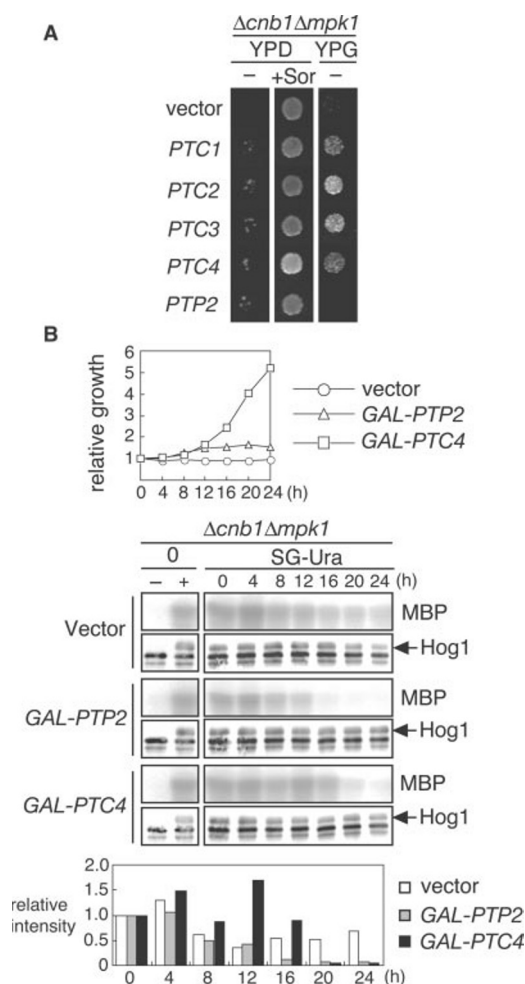 A
Δcnb1Δmpk1
YPD YPG
– +Sor –
vector
PTC1
PTC2
PTC3
PTC4
PTP2
B
relative growth
6
5
4
3
2
1
0 4 8 12 16 20 24 (h)
vector
GAL-PTP2
GAL-PTC4
Δcnb1Δmpk1
0 SG-Ura
– + 0 4 8 12 16 20 24 (h)
Vector
MBP
Hog1
GAL-PTP2
MBP
Hog1
GAL-PTC4
MBP
Hog1
relative intensity
2.0
1.5
1.0
0.5
0
0 4 8 12 16 20 24 (h)
vector
GAL-PTP2
GAL-PTC4